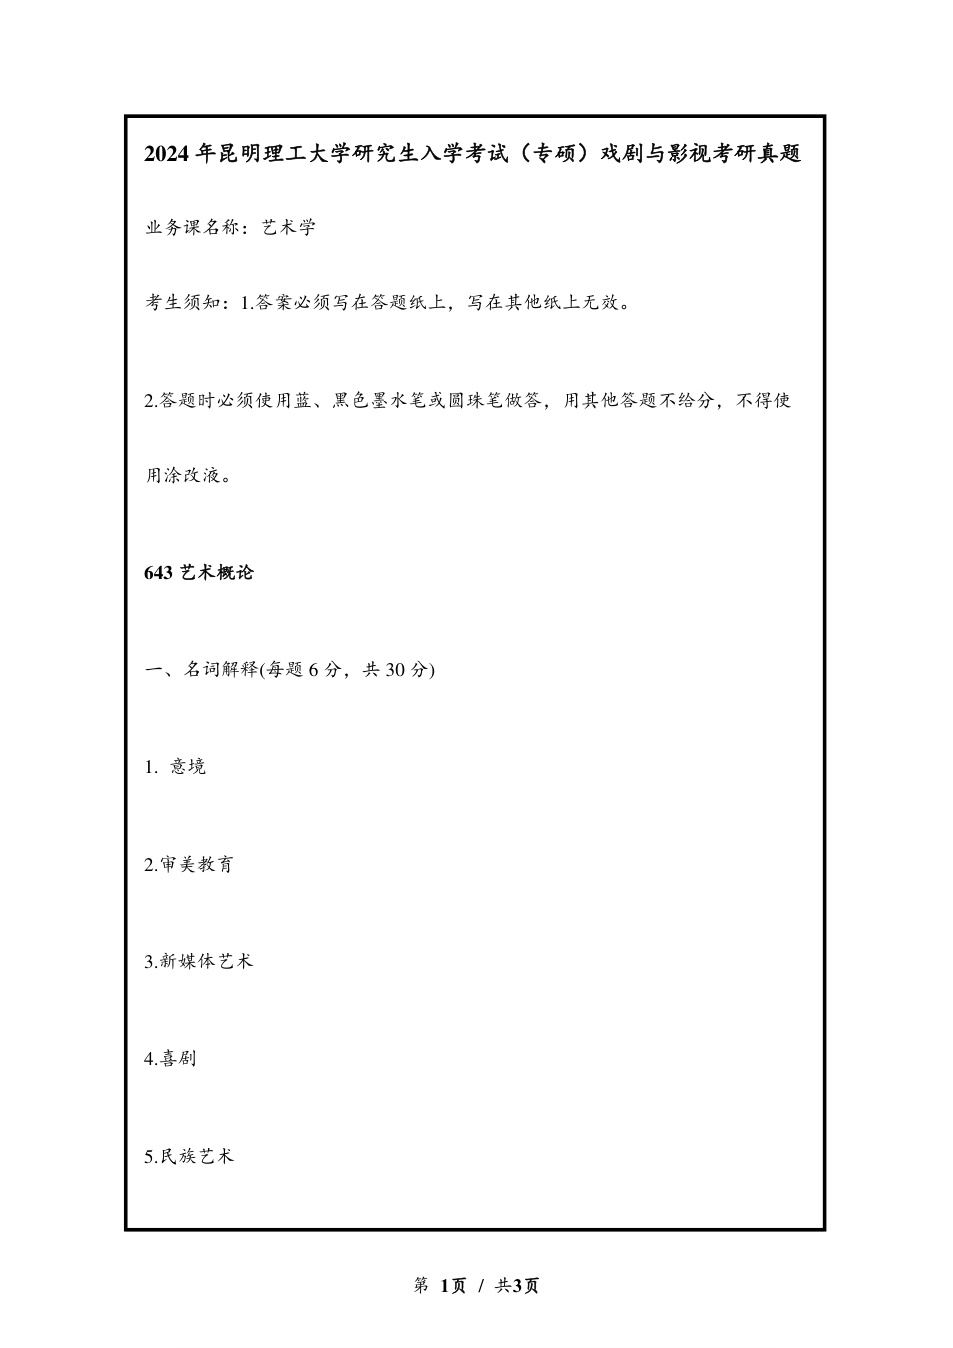 2024 年昆明理工大学研究生入学考试（专硕）戏剧与影视考研真题
业务课名称：艺术学
考生须知：1.答案必须写在答题纸上，写在其他纸上无效。
2.答题时必须使用蓝、黑色墨水笔或圆珠笔做答，用其他答题不给分，不得使
用涂改液。
643 艺术概论
一、名词解释(每题 6 分，共 30 分)
1. 意境
2.审美教育
3.新媒体艺术
4.喜剧
5.民族艺术
第 1页 / 共3页